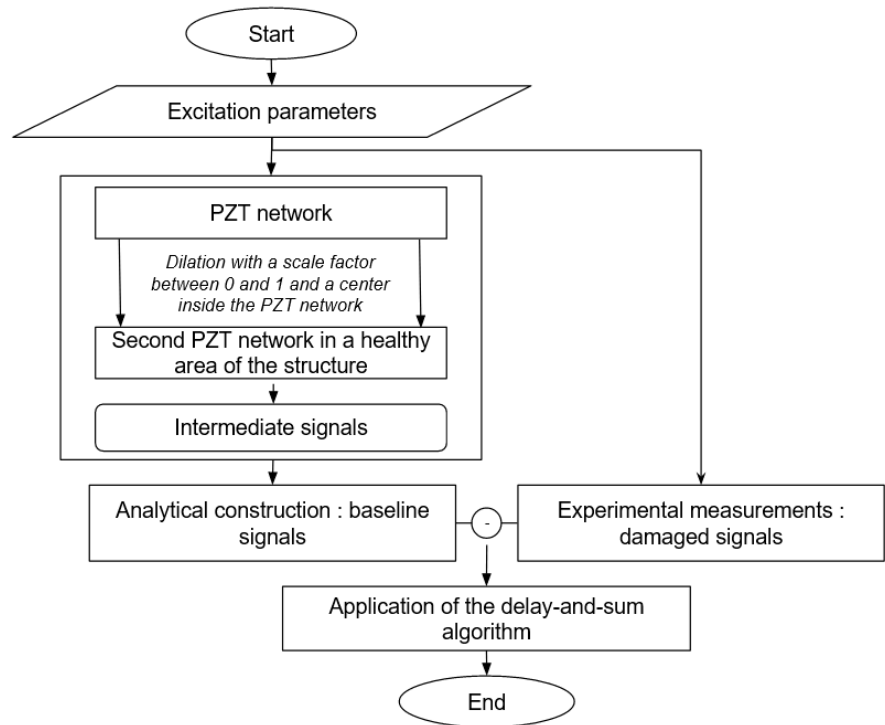 Start
Excitation parameters
PZT network
Dilation with a scale factor
between 0 and 1 and a center
inside the PZT network
Second PZT network in a healthy
area of the structure
Intermediate signals
Analytical construction : baseline
signals
-
Experimental measurements :
damaged signals
Application of the delay-and-sum
algorithm
End